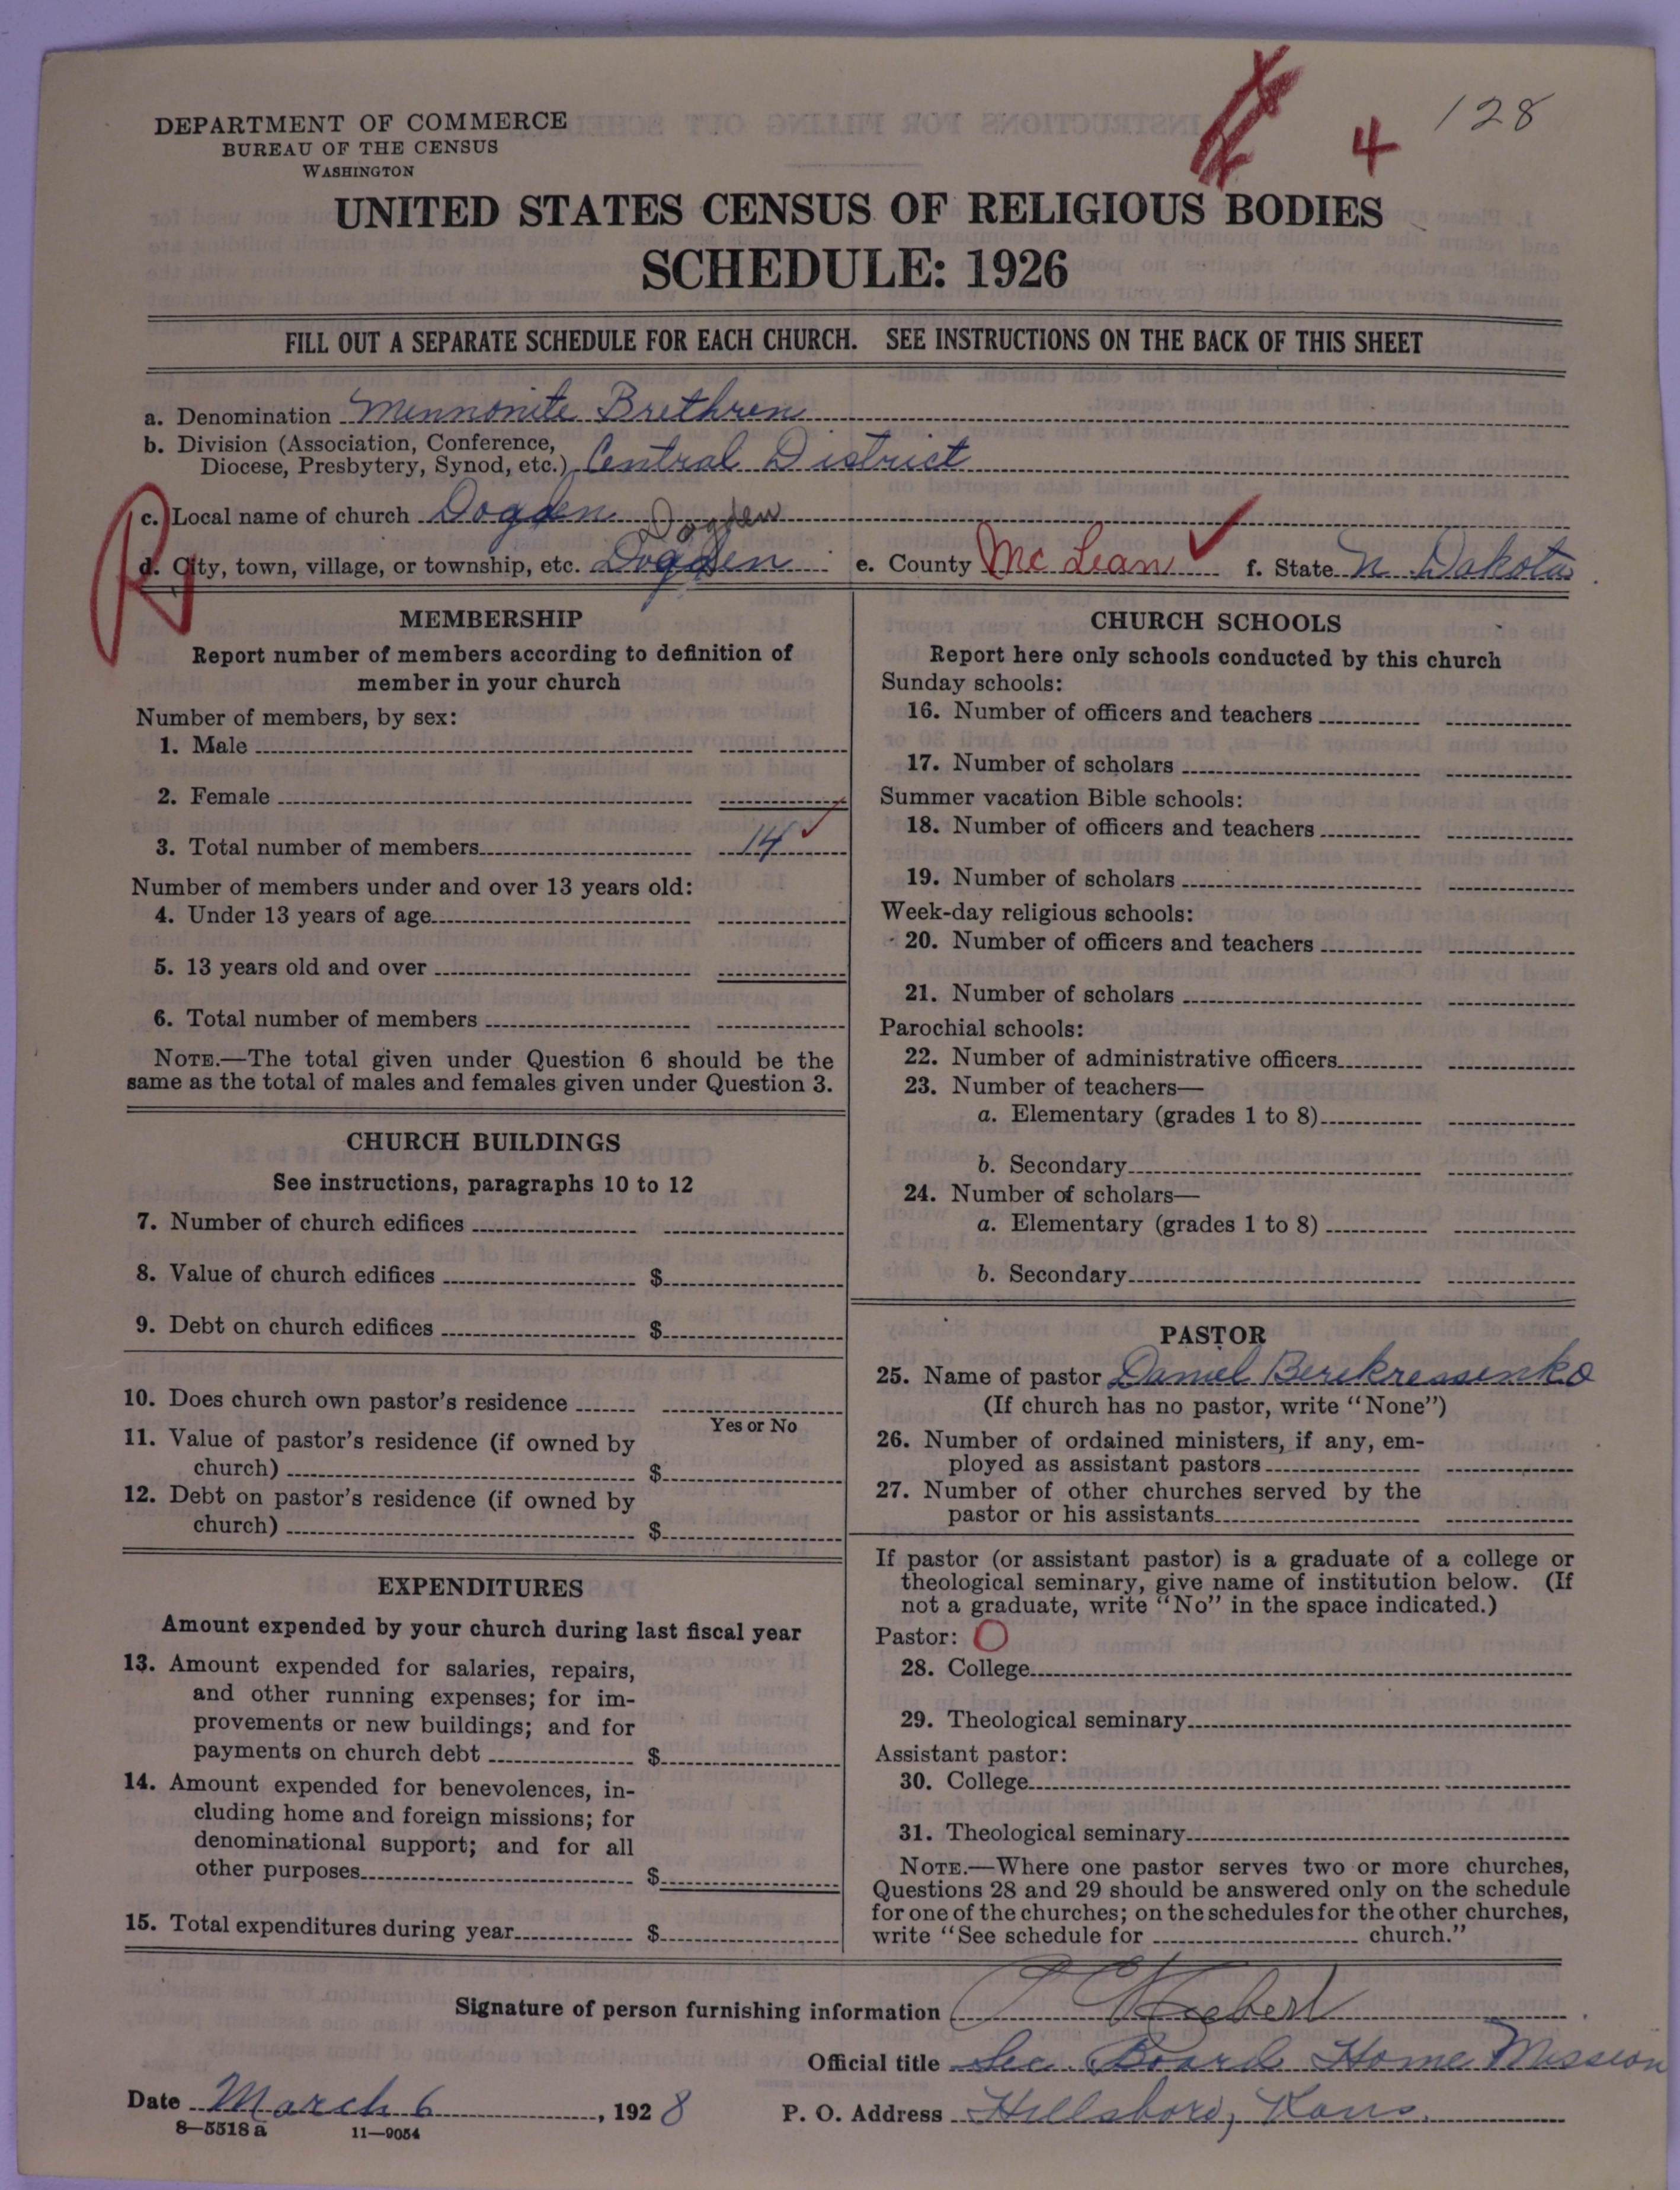 128
4
DEPARTMENT OF COMMERCE
BUREAU OF THE CENSUS
WASHINGTON
UNITED STATES CENSUS OF RELIGIOUS BODIES
SCHEDULE: 1926
FILL OUT A SEPARATE SCHEDULE FOR EACH CHURCH. SEE INSTRUCTIONS ON THE BACK OF THIS SHEET
a. Denomination Mennonite Brethren
b. Division (Association, Conference,
Diocese, Presbytery, Synod, etc.) Central District
c. Local name of church Dogden
Dogden
d. City, town, village, or township, etc. Dogden e. County Mc Lean f. State N. Dakota
MEMBERSHIP
Report number of members according to definition of
member in your church
Number of members, by sex:
1. Male
2. Female
3. Total number of members 14
Number of members under and over 13 years old:
4. Under 13 years of age
5. 13 years old and over
6. Total number of members
NOTE.—The total given under Question 6 should be the
same as the total of males and females given under Question 3.
CHURCH BUILDINGS
See instructions, paragraphs 10 to 12
7. Number of church edifices
8. Value of church edifices $
9. Debt on church edifices $
10. Does church own pastor's residence
Yes or No
11. Value of pastor's residence (if owned by
church) $
12. Debt on pastor's residence (if owned by
church) $
EXPENDITURES
Amount expended by your church during last fiscal year
13. Amount expended for salaries, repairs,
and other running expenses; for im-
provements or new buildings; and for
payments on church debt $
14. Amount expended for benevolences, in-
cluding home and foreign missions; for
denominational support; and for all
other purposes $
15. Total expenditures during year $
CHURCH SCHOOLS
Report here only schools conducted by this church
Sunday schools:
16. Number of officers and teachers
17. Number of scholars
Summer vacation Bible schools:
18. Number of officers and teachers
19. Number of scholars
Week-day religious schools:
20. Number of officers and teachers
21. Number of scholars
Parochial schools:
22. Number of administrative officers
23. Number of teachers—
a. Elementary (grades 1 to 8)
b. Secondary
24. Number of scholars—
a. Elementary (grades 1 to 8)
b. Secondary
PASTOR
25. Name of pastor Daniel Berekressenko
(If church has no pastor, write "None")
26. Number of ordained ministers, if any, em-
ployed as assistant pastors
27. Number of other churches served by the
pastor or his assistants
If pastor (or assistant pastor) is a graduate of a college or
theological seminary, give name of institution below. (If
not a graduate, write "No" in the space indicated.)
Pastor: O
28. College
29. Theological seminary
Assistant pastor:
30. College
31. Theological seminary
NOTE.—Where one pastor serves two or more churches,
Questions 28 and 29 should be answered only on the schedule
for one of the churches; on the schedules for the other churches,
write "See schedule for church."
Signature of person furnishing information
Official title Sec Board Home Mission
Date March 6, 1928 P. O. Address Hillsboro, Kans.
8—5518 a 11—9054